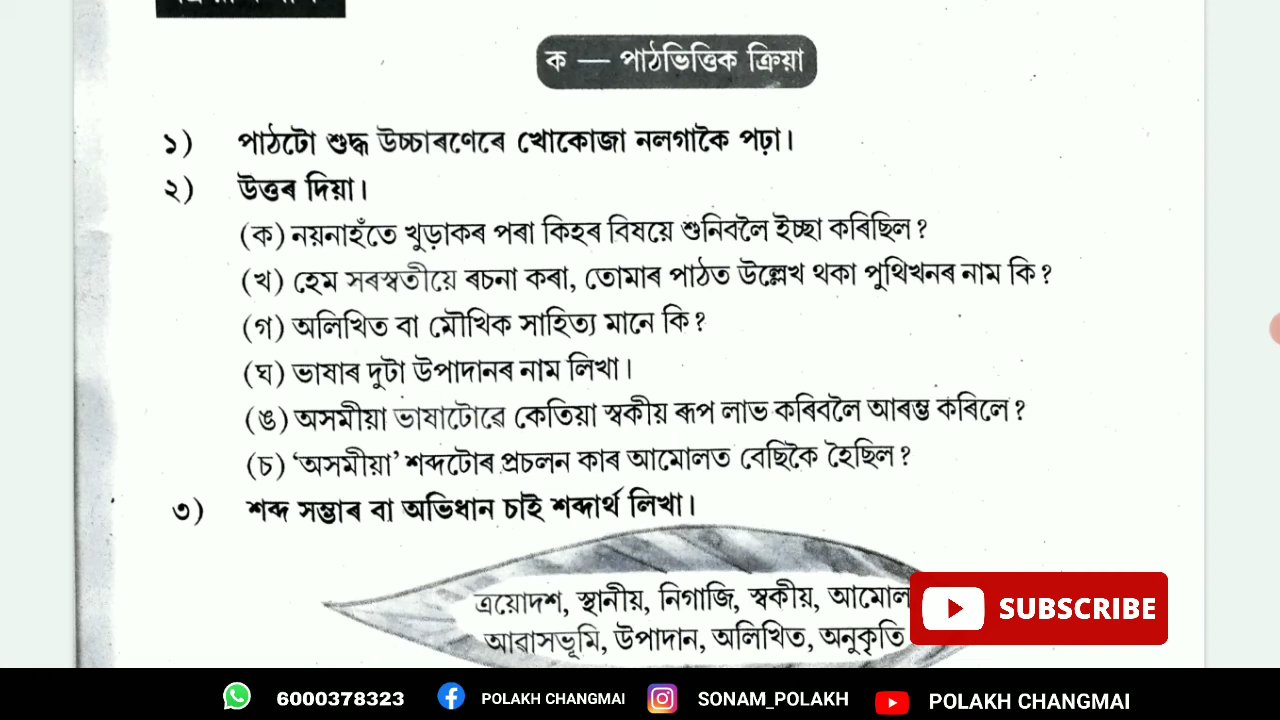 ক — পাঠভিত্তিক ক্ৰিয়া
১) পাঠটো শুদ্ধ উচ্চাৰণেৰে খোকোজা নলগাকৈ পঢ়া।
২) উত্তৰ দিয়া।
(ক) নয়নাহঁতে খুড়াকৰ পৰা কিহৰ বিষয়ে শুনিবলৈ ইচ্ছা কৰিছিল?
(খ) হেম সৰস্বতীয়ে ৰচনা কৰা, তোমাৰ পাঠত উল্লেখ থকা পুথিখনৰ নাম কি?
(গ) অলিখিত বা মৌখিক সাহিত্য মানে কি?
(ঘ) ভাষাৰ দুটা উপাদানৰ নাম লিখা।
(ঙ) অসমীয়া ভাষাটোৱে কেতিয়া স্বকীয় ৰূপ লাভ কৰিবলৈ আৰম্ভ কৰিলে?
(চ) ‘অসমীয়া’ শব্দটোৰ প্ৰচলন কাৰ আমোলত বেছিকৈ হৈছিল?
৩) শব্দ সম্ভাৰ বা অভিধান চাই শব্দাৰ্থ লিখা।
ত্ৰয়োদশ, স্থানীয়, নিগাজি, স্বকীয়, আমোল
আৱাসভূমি, উপাদান, অলিখিত, অনুকৃতি
SUBSCRIBE
6000378323 POLAKH CHANGMAI SONAM_POLAKH POLAKH CHANGMAI